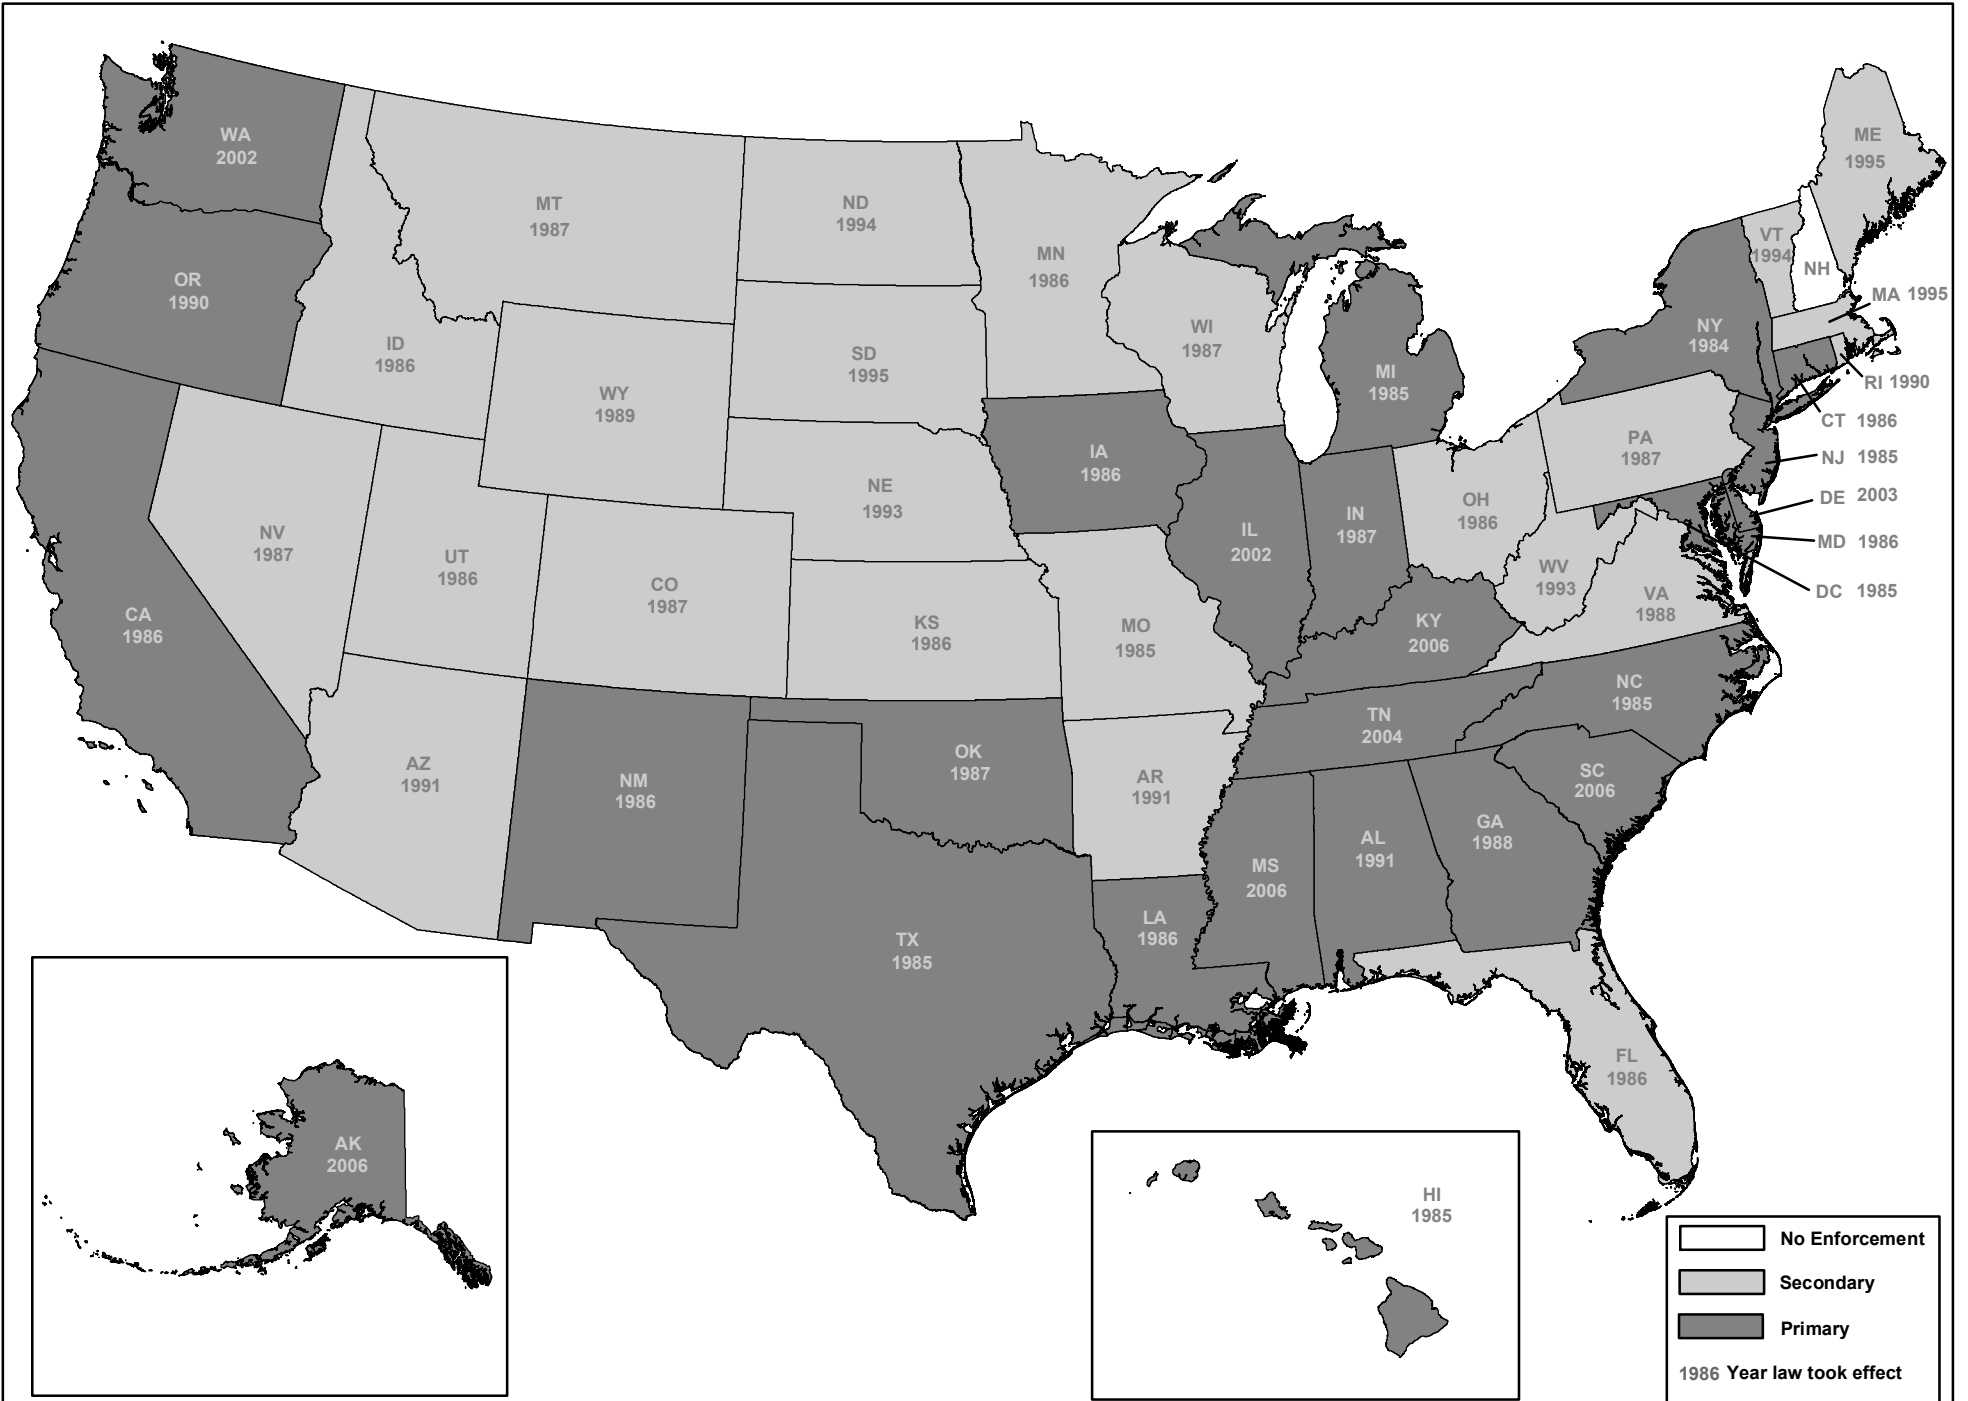 WA
2002
OR
1990
CA
1986
NV
1987
ID
1986
MT
1987
WY
1989
UT
1986
AZ
1991
CO
1987
NM
1986
ND
1994
SD
1995
NE
1993
KS
1986
OK
1987
TX
1985
MN
1986
IA
1986
MO
1985
AR
1991
LA
1986
WI
1987
IL
2002
MI
1985
IN
1987
OH
1986
KY
2006
TN
2004
MS
2006
AL
1991
GA
1988
FL
1986
SC
2006
NC
1985
VA
1988
WV
1993
PA
1987
NY
1984
VT
1994
NH
ME
1995
MA 1995
RI 1990
CT 1986
NJ 1985
DE 2003
MD 1986
DC 1985
AK
2006
HI
1985
No Enforcement
Secondary
Primary
1986 Year law took effect